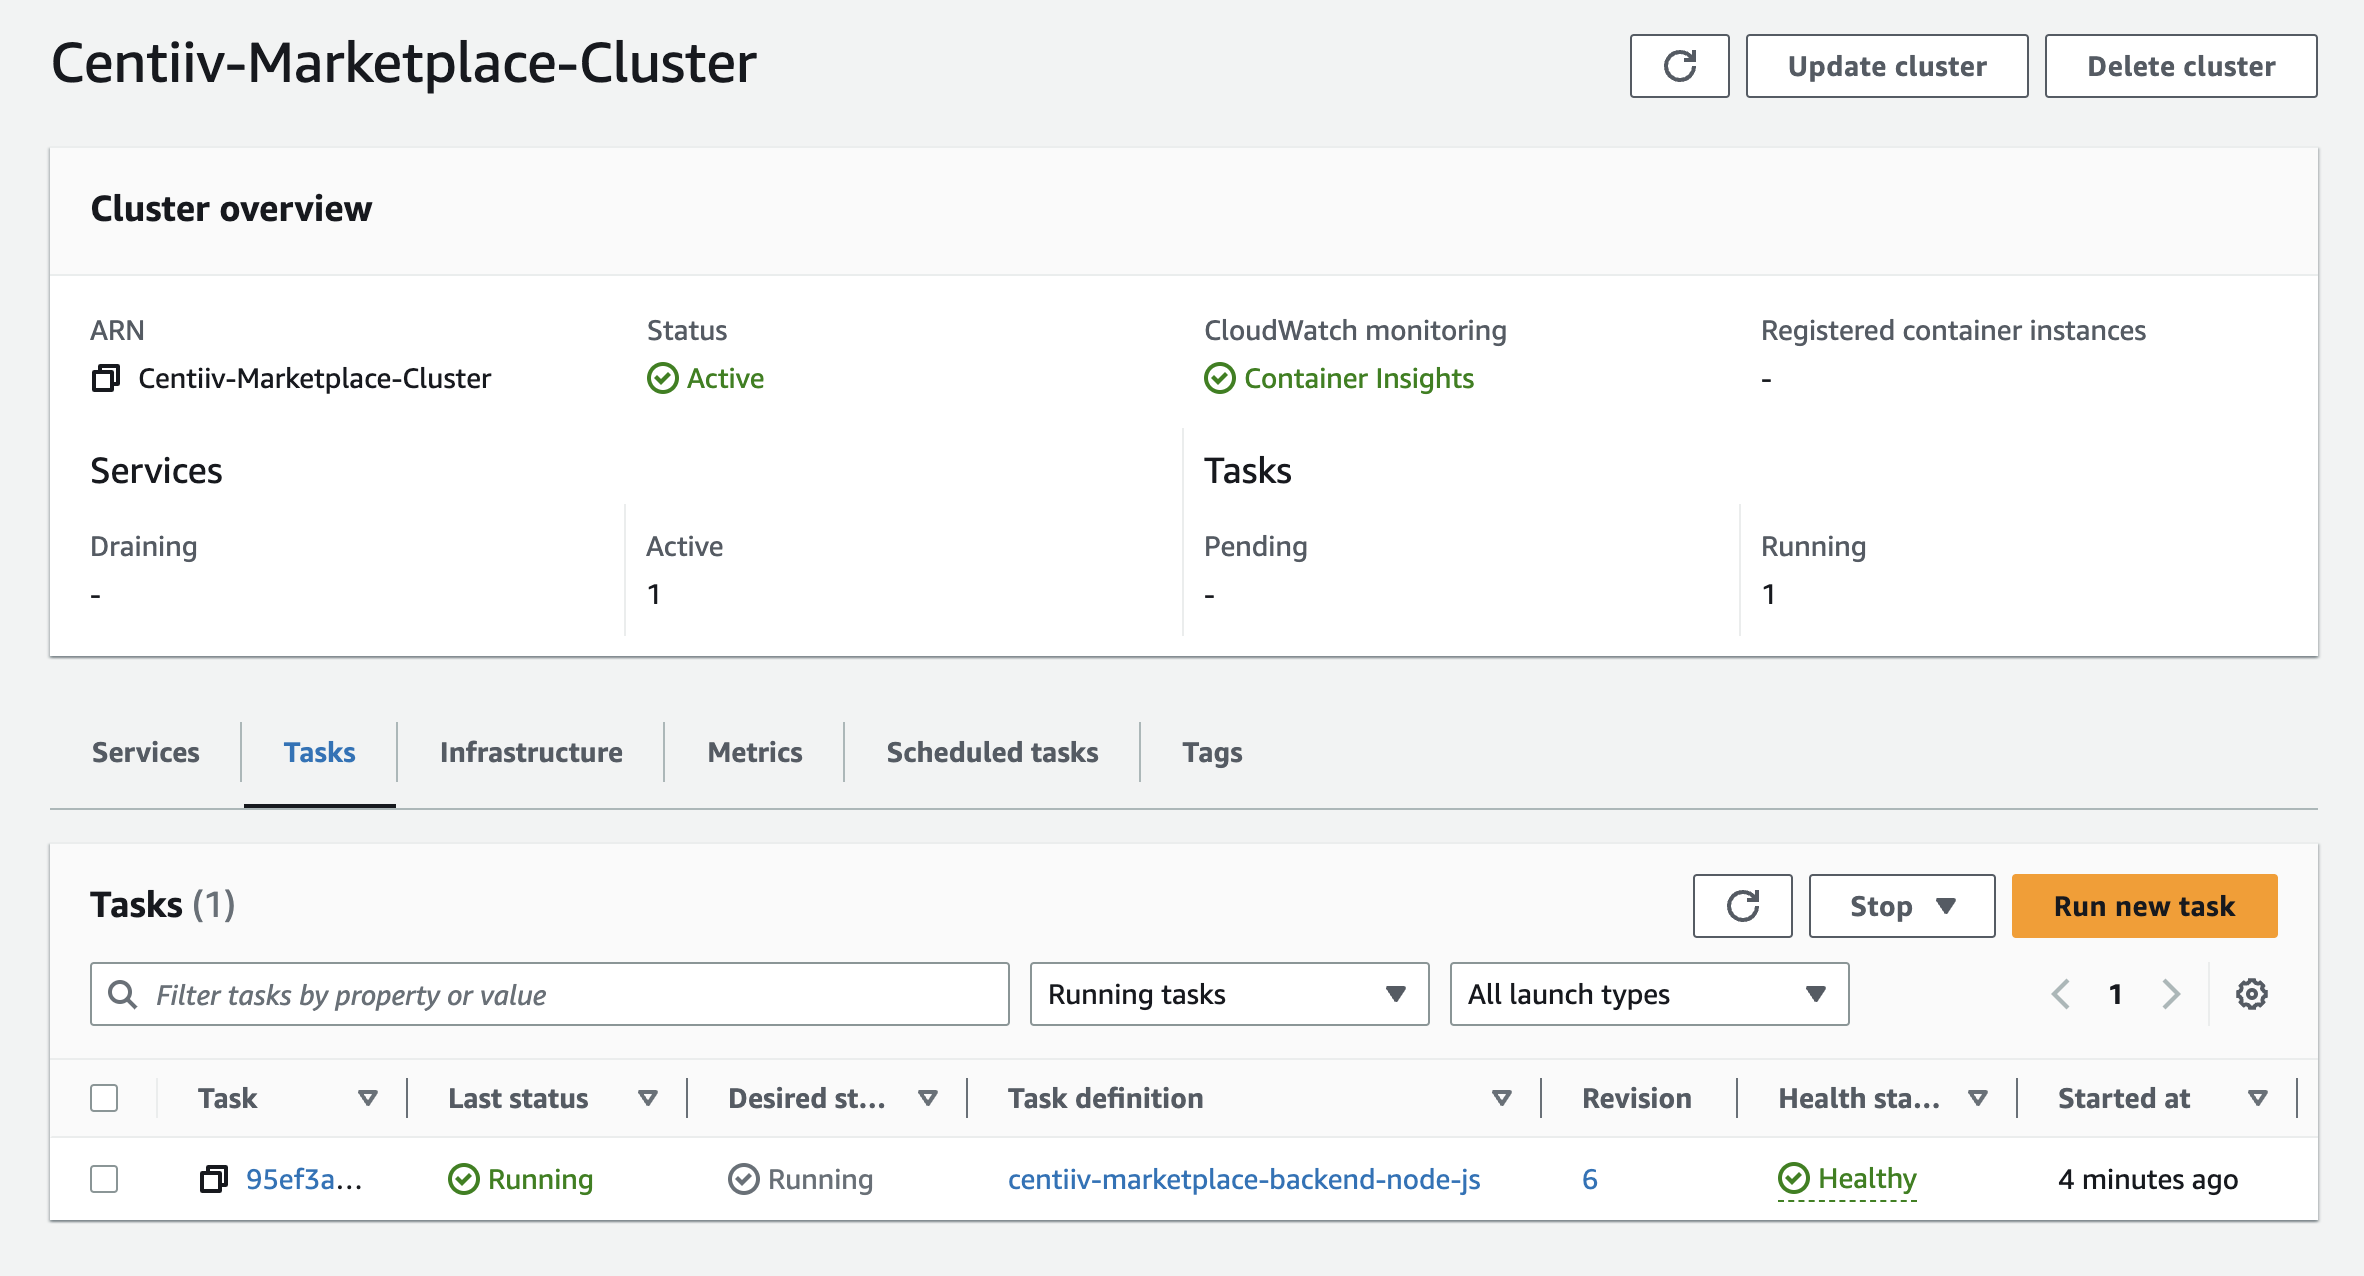 Centiiv-Marketplace-Cluster
Update cluster
Delete cluster
Cluster overview
ARN
Status
CloudWatch monitoring
Registered container instances
Centiiv-Marketplace-Cluster
Active
Container Insights
-
Services
Tasks
Draining
Active
Pending
Running
-
1
-
1
Services
Tasks
Infrastructure
Metrics
Scheduled tasks
Tags
Tasks (1)
Stop
Run new task
Filter tasks by property or value
Running tasks
All launch types
1
Task
Last status
Desired st...
Task definition
Revision
Health sta...
Started at
95ef3a...
Running
Running
centiiv-marketplace-backend-node-js
6
Healthy
4 minutes ago